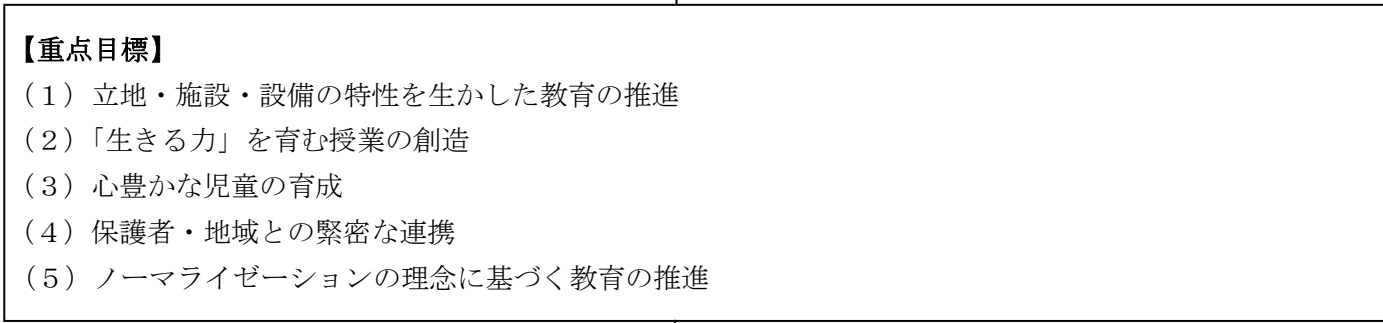 【重点目標】
（１）立地・施設・設備の特性を生かした教育の推進
（２）「生きる力」を育む授業の創造
（３）心豊かな児童の育成
（４）保護者・地域との緊密な連携
（５）ノーマライゼーションの理念に基づく教育の推進